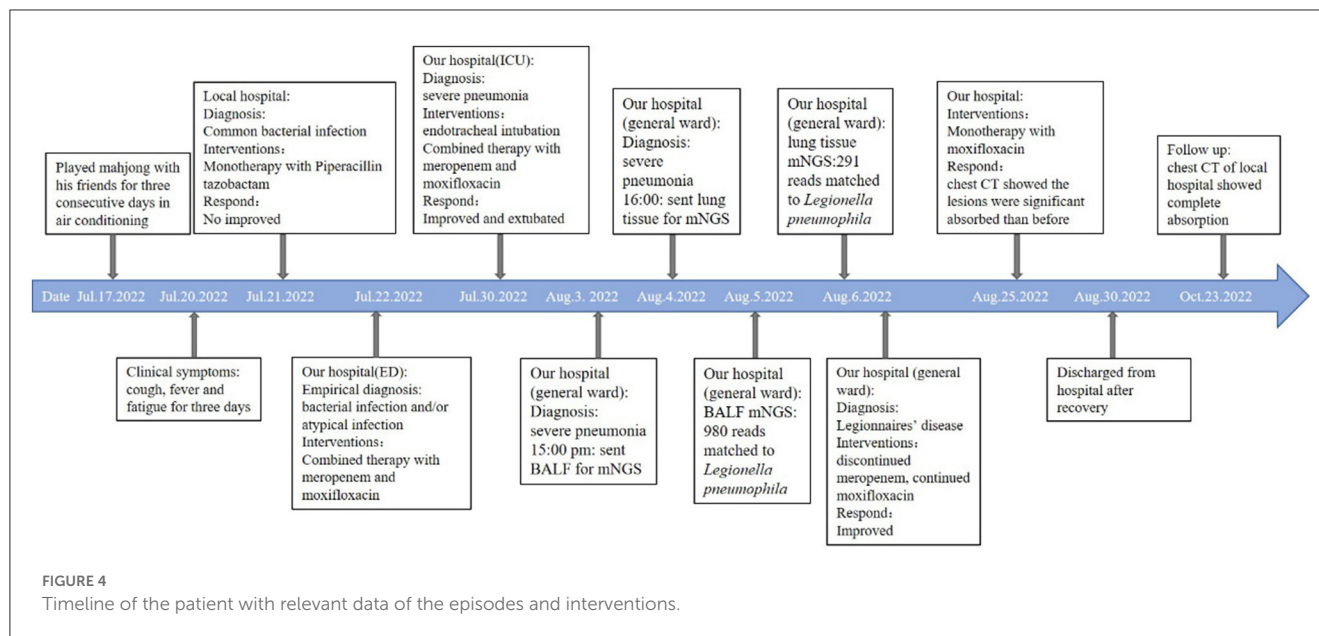 Played mahjong with
his friends for three
consecutive days in
air conditioning
Local hospital:
Diagnosis:
Common bacterial infection
Interventions:
Monotherapy with Piperacillin
tazobactam
Respond:
No improved
Our hospital(ICU):
Diagnosis:
severe pneumonia
Interventions:
endotracheal intubation
Combined therapy with
meropenem and
moxifloxacin
Respond:
Improved and extubated
Our hospital
(general ward):
Diagnosis:
severe
pneumonia
16:00: sent lung
tissue for mNGS
Our hospital
(general ward):
lung tissue
mNGS:291
reads matched
to Legionella
pneumophila
Our hospital:
Interventions:
Monotherapy with
moxifloxacin
Respond:
chest CT showed the
lesions were significant
absorbed than before
Follow up:
chest CT of local
hospital showed
complete
absorption
Date Jul.17.2022 Jul.20.2022 Jul.21.2022 Jul.22.2022 Jul.30.2022 Aug.3. 2022 Aug.4.2022 Aug.5.2022 Aug.6.2022 Aug.25.2022 Aug.30.2022 Oct.23.2022
Clinical symptoms:
cough, fever and
fatigue for three days
Our hospital(ED):
Empirical diagnosis:
bacterial infection and/or
atypical infection
Interventions:
Combined therapy with
meropenem and
moxifloxacin
Our hospital
(general ward):
Diagnosis:
severe pneumonia
15:00 pm: sent
BALF for mNGS
Our hospital
(general ward):
BALF mNGS:
980 reads
matched to
Legionella
pneumophila
Our hospital (general
ward):
Diagnosis:
Legionnaires' disease
Interventions:
discontinued
meropenem, continued
moxifloxacin
Respond:
Improved
Discharged from
hospital after
recovery
FIGURE 4
Timeline of the patient with relevant data of the episodes and interventions.